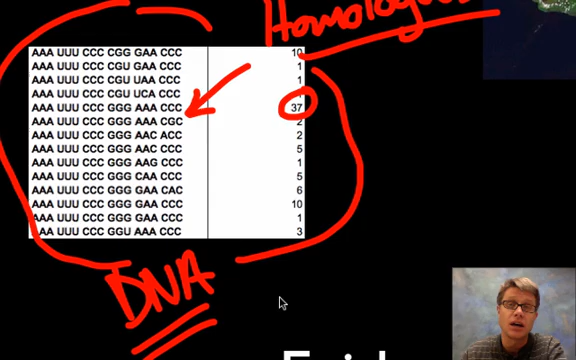 Homologous
AAA UUU CCC CGG GAA CCC 10
AAA UUU CCC CGU GAA CCC 1
AAA UUU CCC CGU UAA CCC 1
AAA UUU CCC CGU UCA CCC 1
AAA UUU CCC GGG AAA CCC 37
AAA UUU CCC GGG AAA CGC 2
AAA UUU CCC GGG AAC ACC 2
AAA UUU CCC GGG AAC CCC 5
AAA UUU CCC GGG AAG CCC 1
AAA UUU CCC GGG CAA CCC 5
AAA UUU CCC GGG GAA CAC 6
AAA UUU CCC GGG GAA CCC 10
AAA UUU CCC GGG GAA CCC 1
AAA UUU CCC GGU AAA CCC 3
DNA